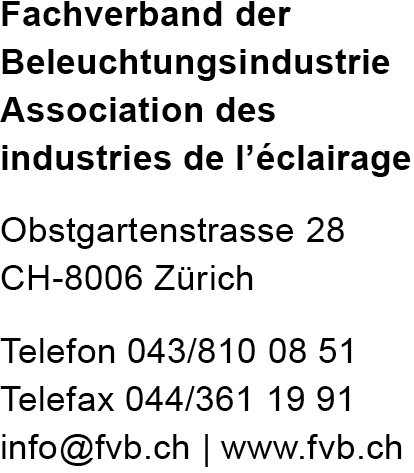 Fachverband der
Beleuchtungsindustrie
Association des
industries de l’éclairage
Obstgartenstrasse 28
CH-8006 Zürich
Telefon 043/810 08 51
Telefax 044/361 19 91
info@fvb.ch | www.fvb.ch